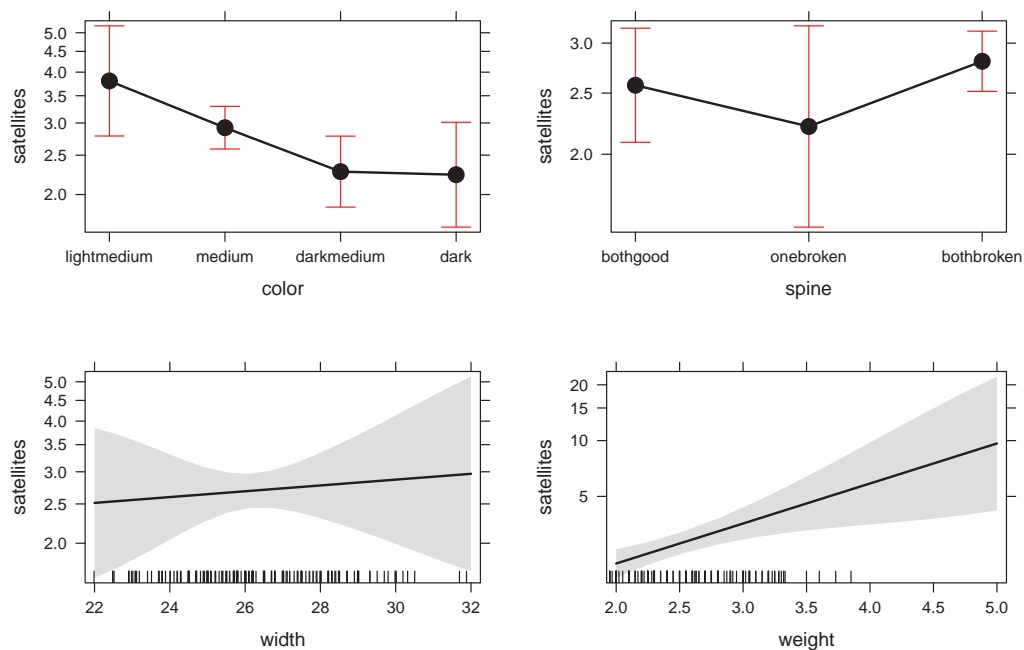 satellites
5.0
4.5
4.0
3.5
3.0
2.5
2.0
lightmedium medium darkmedium dark
color
satellites
3.0
2.5
2.0
bothgood onebroken bothbroken
spine
satellites
5.0
4.5
4.0
3.5
3.0
2.5
2.0
22 24 26 28 30 32
width
satellites
20
15
10
5
2.0 2.5 3.0 3.5 4.0 4.5 5.0
weight